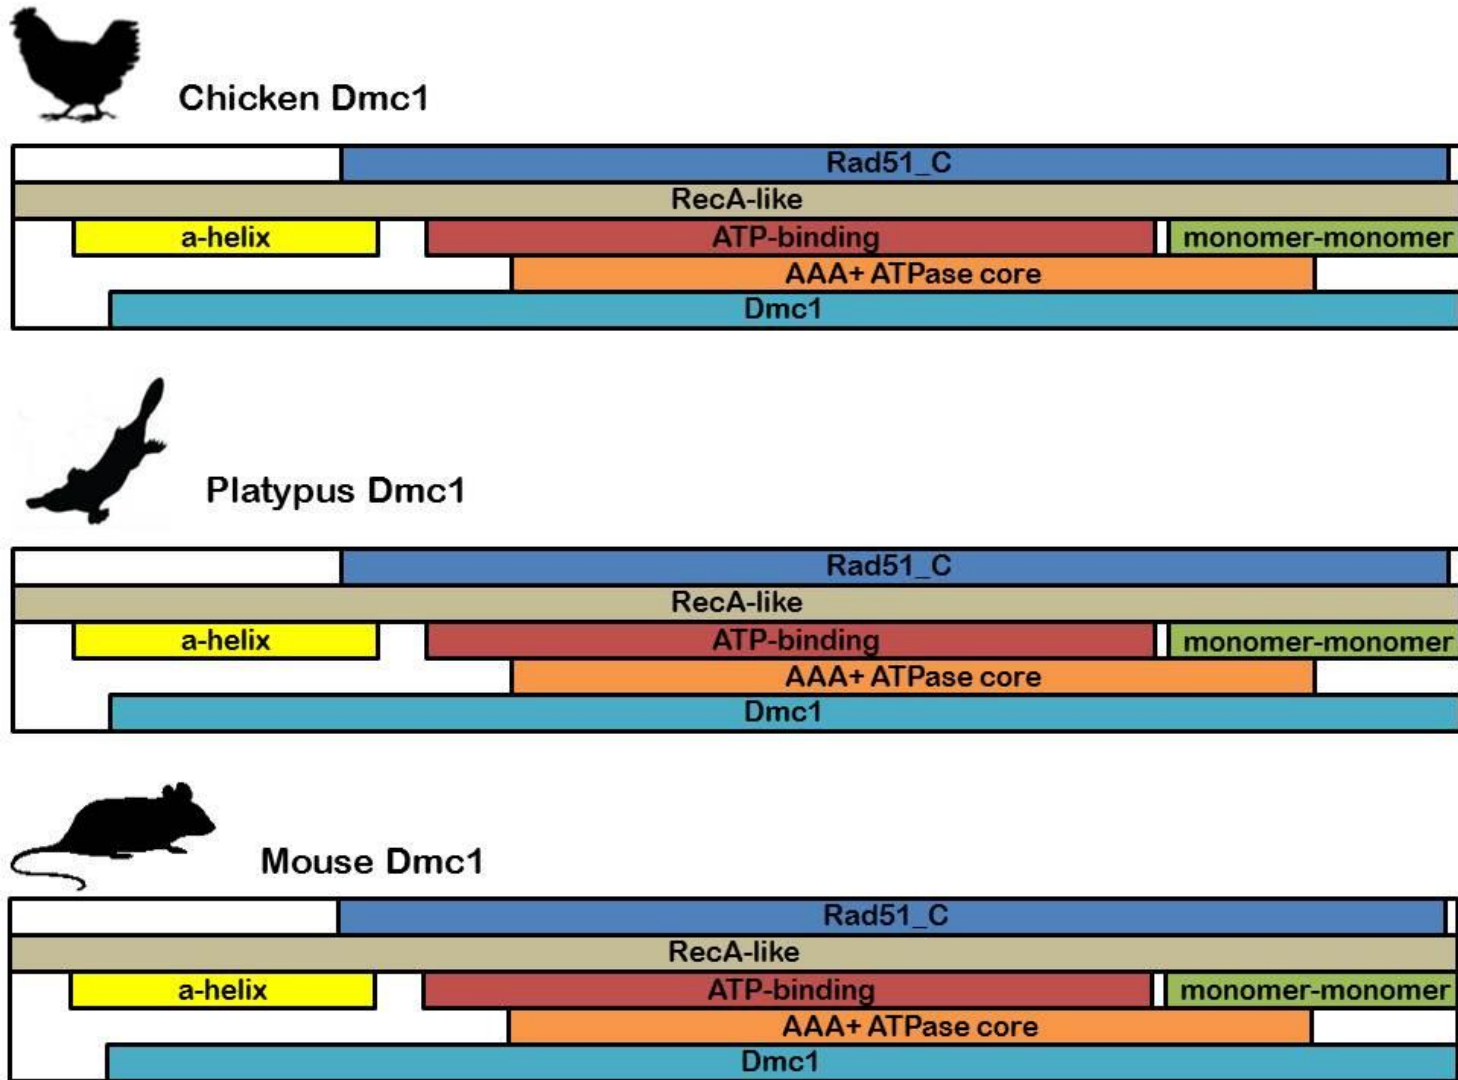 Chicken Dmc1
Rad51_C
RecA-like
a-helix ATP-binding monomer-monomer
AAA+ ATPase core
Dmc1
Platypus Dmc1
Rad51_C
RecA-like
a-helix ATP-binding monomer-monomer
AAA+ ATPase core
Dmc1
Mouse Dmc1
Rad51_C
RecA-like
a-helix ATP-binding monomer-monomer
AAA+ ATPase core
Dmc1